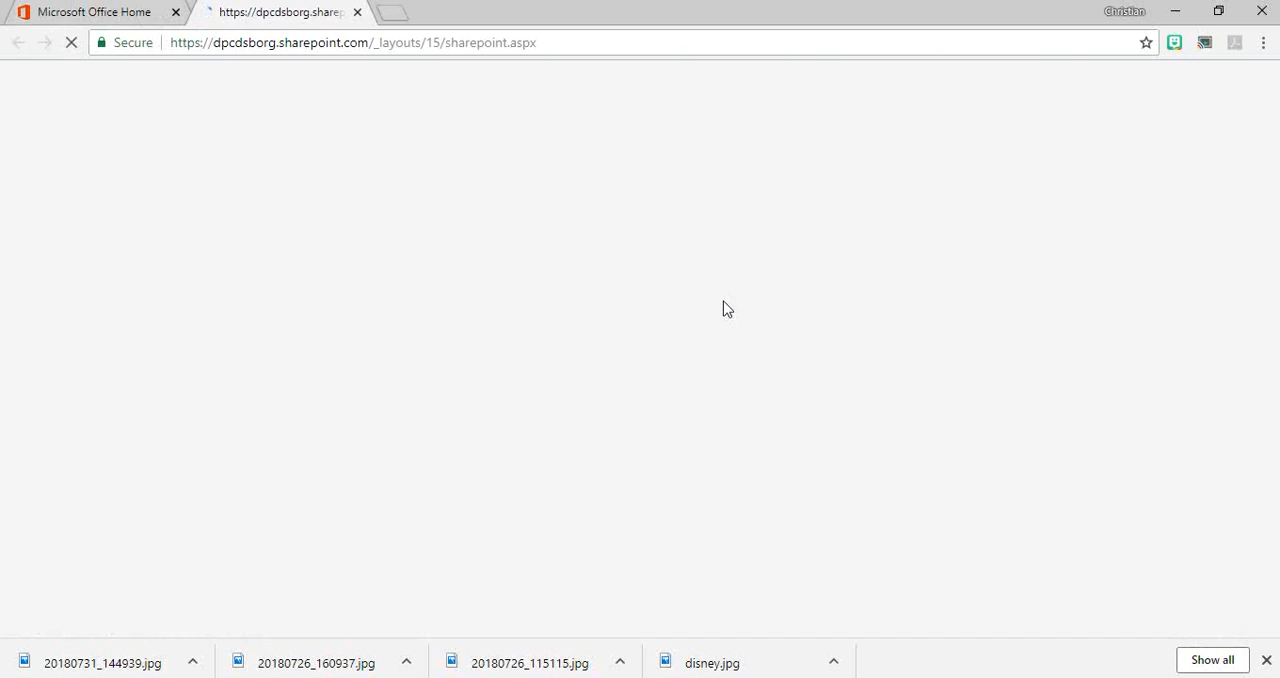 Microsoft Office Home
https://dpcdsborg.sharep
Christian
Secure
https://dpcdsborg.sharepoint.com/_layouts/15/sharepoint.aspx
20180731_144939.jpg
20180726_160937.jpg
20180726_115115.jpg
disney.jpg
Show all